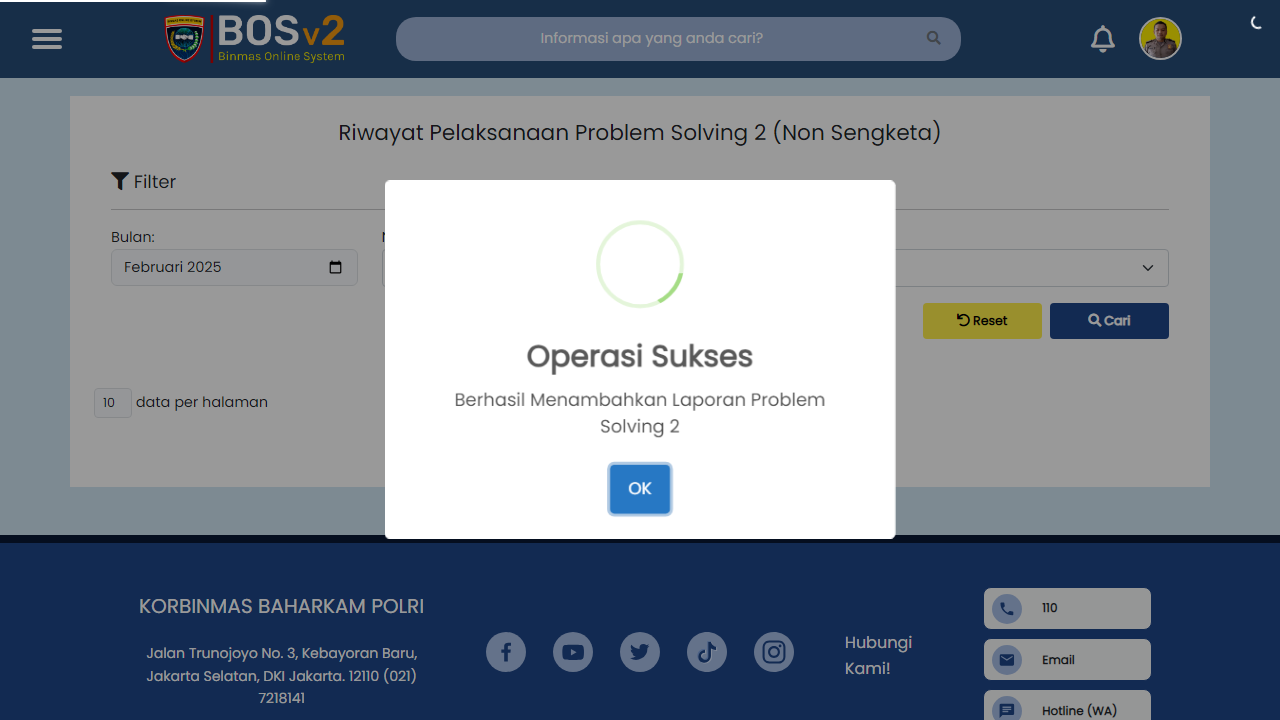 BOSv2
Binmas Online System
Informasi apa yang anda cari?
Riwayat Pelaksanaan Problem Solving 2 (Non Sengketa)
Filter
Bulan:
Februari 2025
Reset
Cari
10 data per halaman
Operasi Sukses
Berhasil Menambahkan Laporan Problem
Solving 2
OK
KORBINMAS BAHARKAM POLRI
Jalan Trunojoyo No. 3, Kebayoran Baru,
Jakarta Selatan, DKI Jakarta. 12110 (021)
7218141
Hubungi
Kami!
110
Email
Hotline (WA)